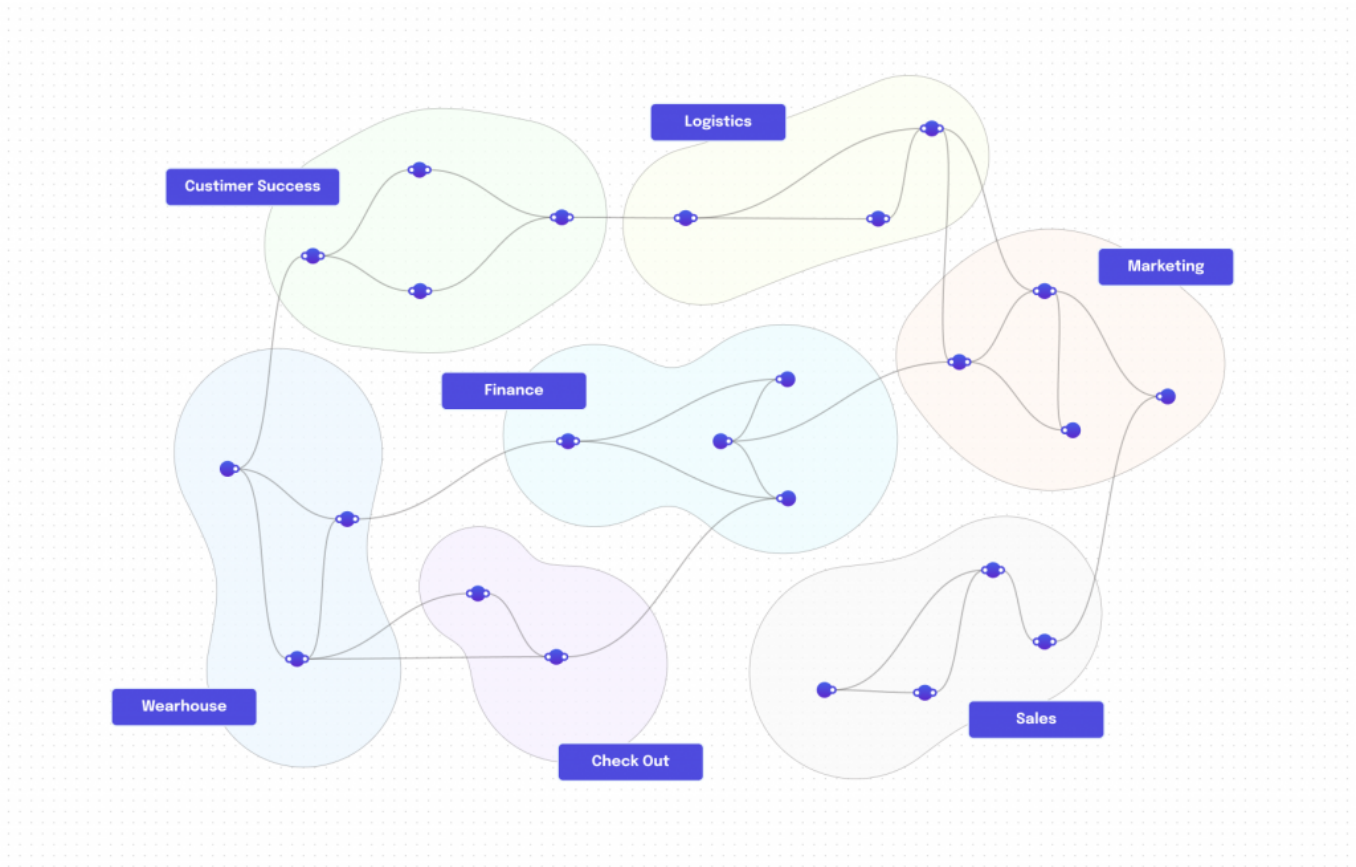 Logistics
Custimer Success
Marketing
Finance
Wearhouse
Sales
Check Out